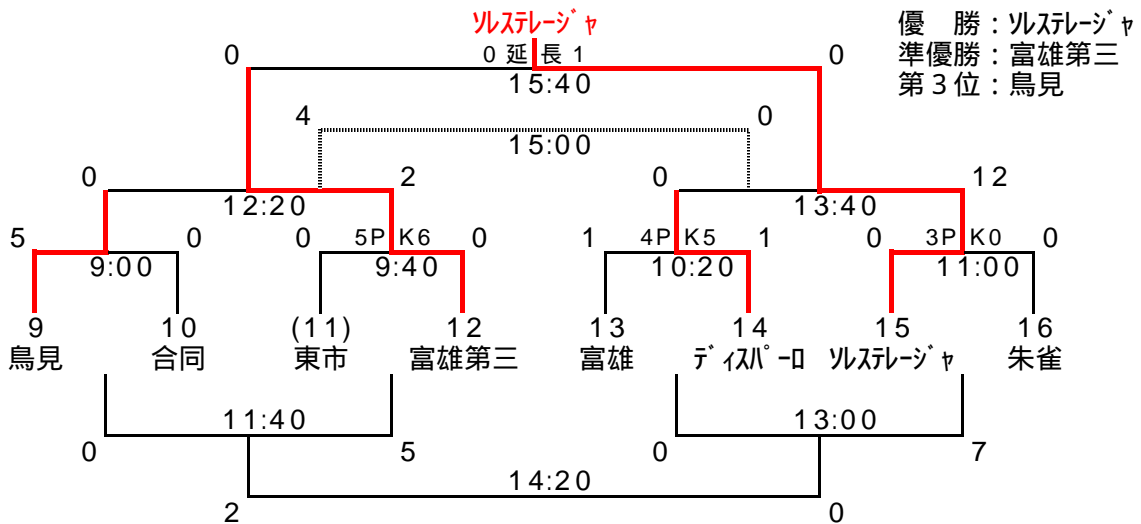 ソルステレージャ
優　勝：ソルステレージャ
準優勝：富雄第三
第３位：鳥見
0 0延長1 0
15:40
4 0
15:00
0 2 0 12
12:20 13:40
5 0 0 5PK6 0 1 4PK5 1 0 3PK0 0
9:00 9:40 10:20 11:00
9 10 (11) 12 13 14 15 16
鳥見 合同 東市 富雄第三 富雄 ディスパーロ ソルステレージャ 朱雀
11:40 13:00
0 5 0 7
14:20
2 0